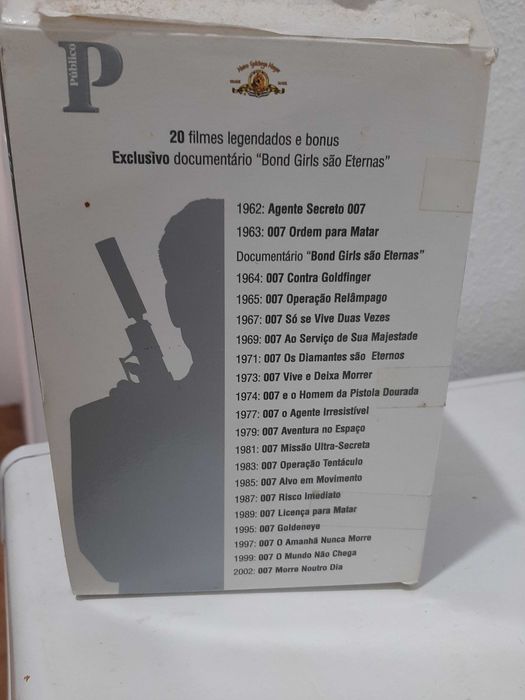 Público
P
Metro Goldwyn Mayer
20 filmes legendados e bonus
Exclusivo documentário “Bond Girls são Eternas”
1962: Agente Secreto 007
1963: 007 Ordem para Matar
Documentário “Bond Girls são Eternas”
1964: 007 Contra Goldfinger
1965: 007 Operação Relâmpago
1967: 007 Só se Vive Duas Vezes
1969: 007 Ao Serviço de Sua Majestade
1971: 007 Os Diamantes são Eternos
1973: 007 Vive e Deixa Morrer
1974: 007 e o Homem da Pistola Dourada
1977: 007 o Agente Irresistível
1979: 007 Aventura no Espaço
1981: 007 Missão Ultra-Secreta
1983: 007 Operação Tentáculo
1985: 007 Alvo em Movimento
1987: 007 Risco Imediato
1989: 007 Licença para Matar
1995: 007 Goldeneye
1997: 007 O Amanhã Nunca Morre
1999: 007 O Mundo Não Chega
2002: 007 Morre Noutro Dia